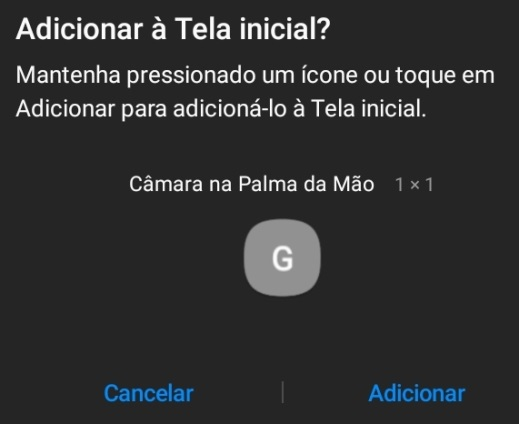 Adicionar à Tela inicial?
Mantenha pressionado um ícone ou toque em
Adicionar para adicioná-lo à Tela inicial.
Câmara na Palma da Mão 1 × 1
G
Cancelar | Adicionar